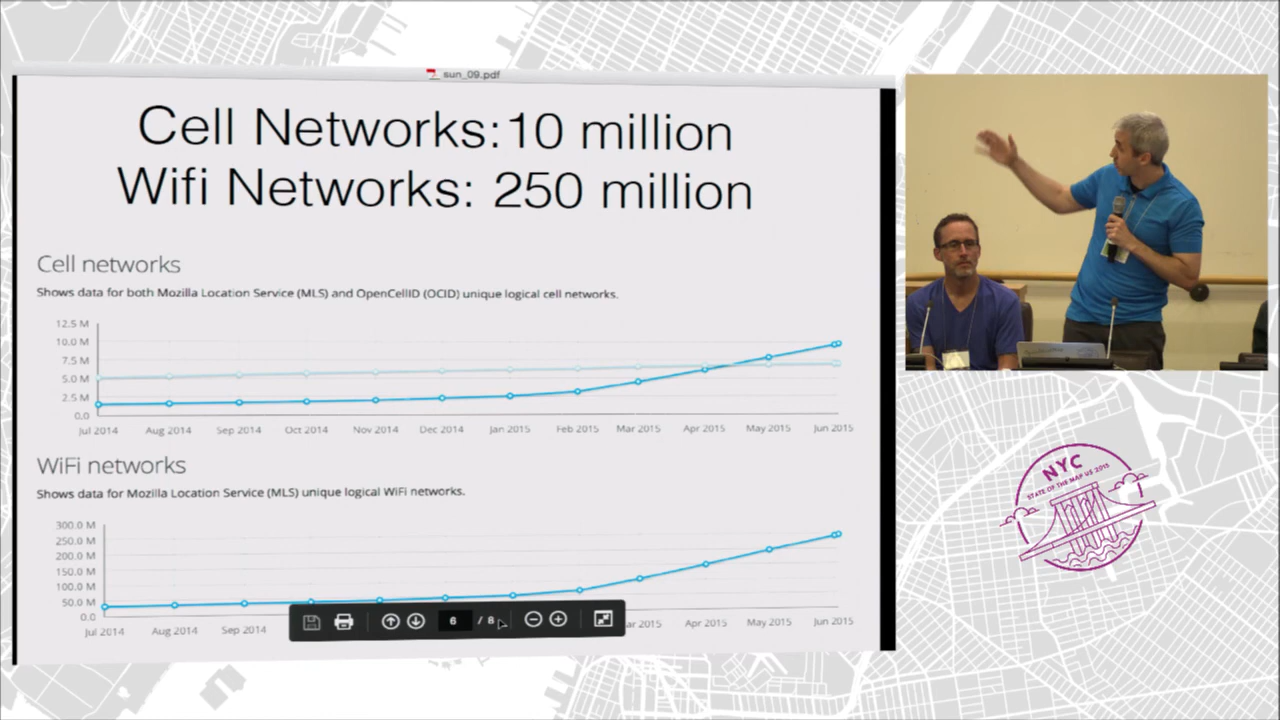 sun_09.pdf
Cell Networks:10 million
Wifi Networks: 250 million
Cell networks
Shows data for both Mozilla Location Service (MLS) and OpenCellID (OCID) unique logical cell networks.
12.5 M
10.0 M
7.5 M
5.0 M
2.5 M
0.0
Jul 2014 Aug 2014 Sep 2014 Oct 2014 Nov 2014 Dec 2014 Jan 2015 Feb 2015 Mar 2015 Apr 2015 May 2015 Jun 2015
WiFi networks
Shows data for Mozilla Location Service (MLS) unique logical WiFi networks.
300.0 M
250.0 M
200.0 M
150.0 M
100.0 M
50.0 M
0.0
Jul 2014 Aug 2014 Sep 2014 ar 2015 Apr 2015 May 2015 Jun 2015
6 / 8
NYC
STATE OF THE MAP US 2015